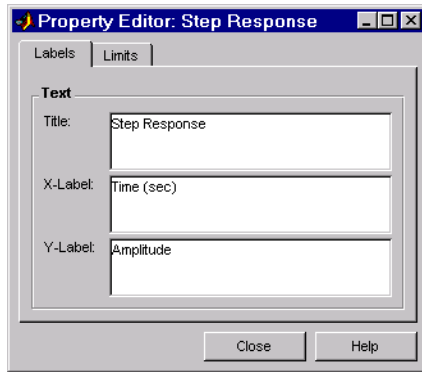 Property Editor: Step Response
Labels Limits
Text
Title: Step Response
X-Label: Time (sec)
Y-Label: Amplitude
Close Help